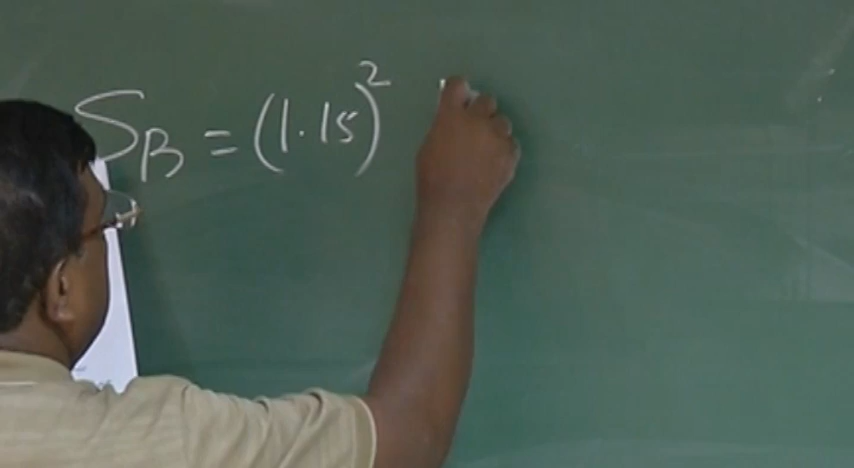 S_B = (1.15)^2